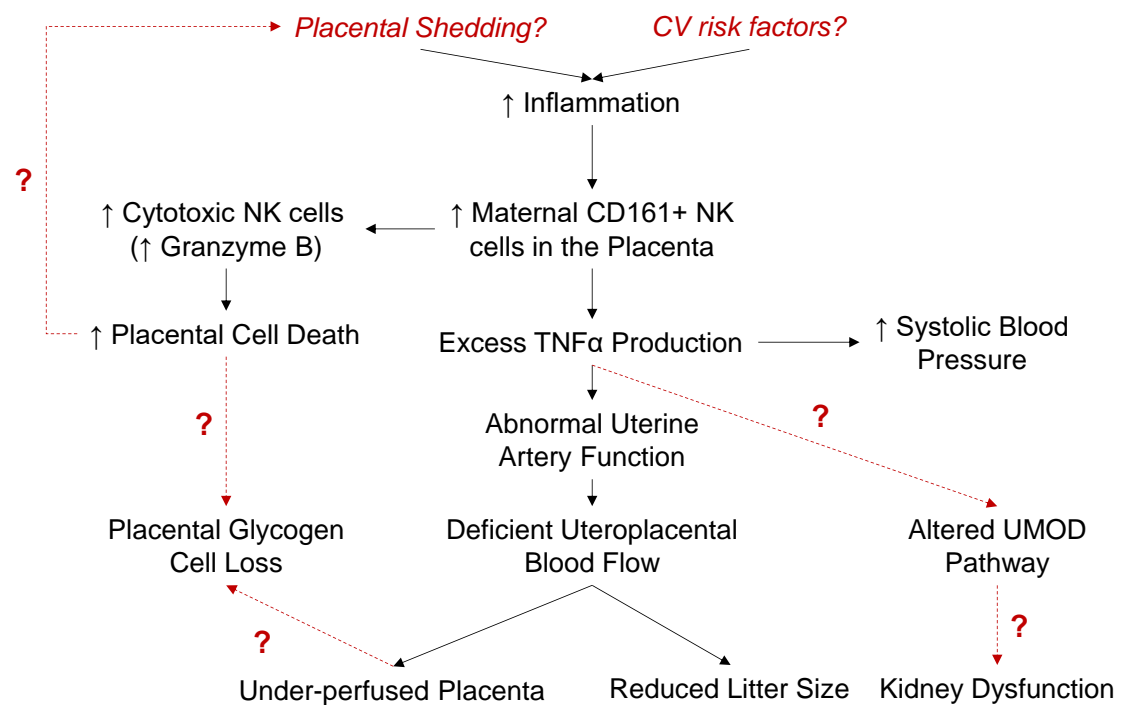 Placental Shedding?
CV risk factors?
↑ Inflammation
?
↑ Cytotoxic NK cells
(↑ Granzyme B)
↑ Maternal CD161+ NK
cells in the Placenta
↑ Placental Cell Death
Excess TNFα Production
↑ Systolic Blood
Pressure
?
?
Abnormal Uterine
Artery Function
Placental Glycogen
Cell Loss
Deficient Uteroplacental
Blood Flow
Altered UMOD
Pathway
?
?
Under-perfused Placenta
Reduced Litter Size
Kidney Dysfunction